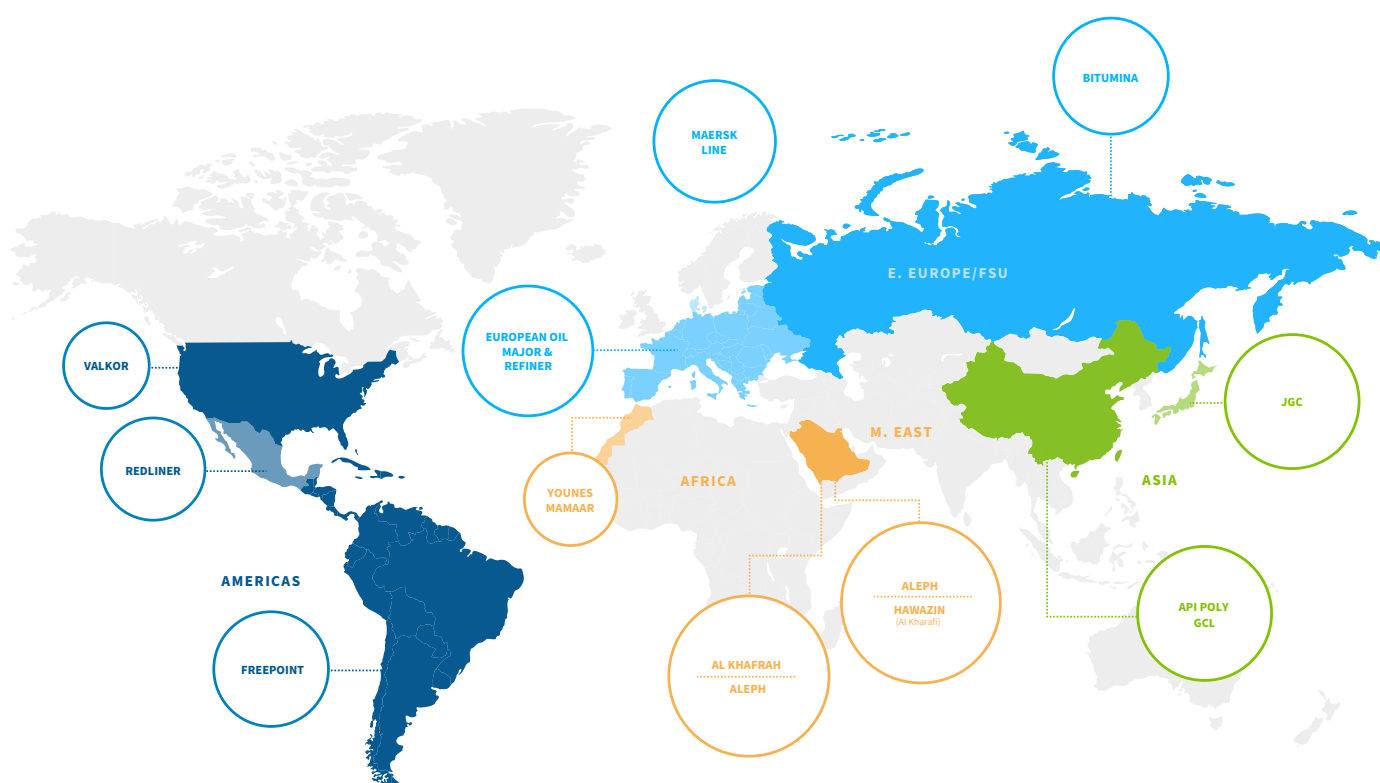 BITUMINA
MAERSK
LINE
E. EUROPE/FSU
EUROPEAN OIL
MAJOR &
REFINER
VALKOR
JGC
M. EAST
REDLINER
AFRICA
ASIA
YOUNES
MAMAAR
AMERICAS
ALEPH
HAWAZIN
(Al Kharafi)
API POLY
GCL
FREEPOINT
AL KHAFRAH
ALEPH